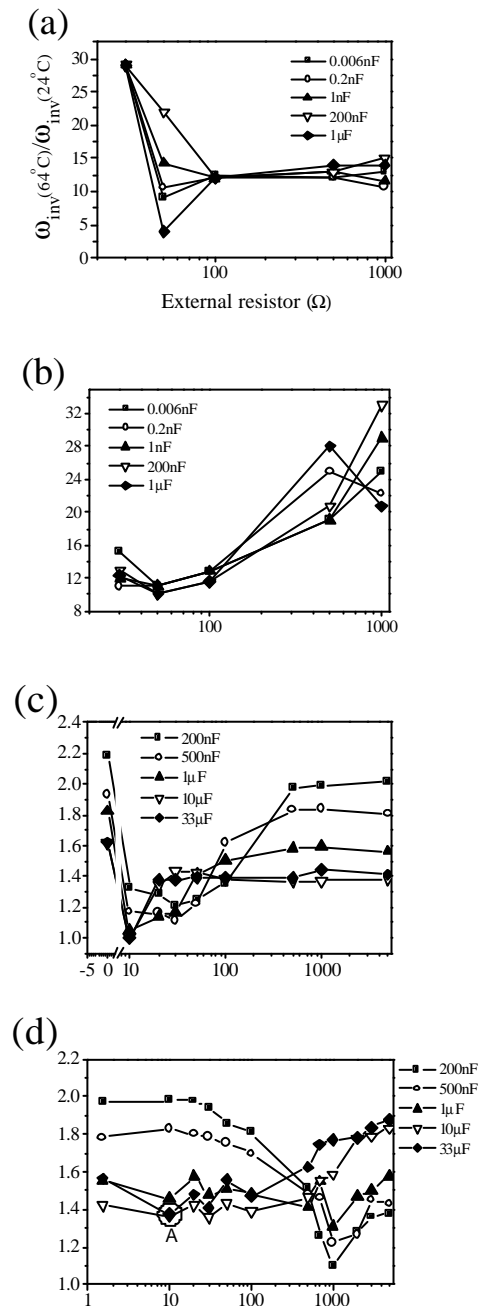 (a)
30
25
20
15
10
5
0
ω_inv(64°C)/ω_inv(24°C)
0.006nF
0.2nF
1nF
200nF
1μF
100
1000
External resistor (Ω)
(b)
32
28
24
20
16
12
8
0.006nF
0.2nF
1nF
200nF
1μF
100
1000
(c)
2.4
2.2
2.0
1.8
1.6
1.4
1.2
1.0
200nF
500nF
1μF
10μF
33μF
-5
0
10
100
1000
(d)
2.2
2.0
1.8
1.6
1.4
1.2
1.0
200nF
500nF
1μF
10μF
33μF
A
1
10
100
1000